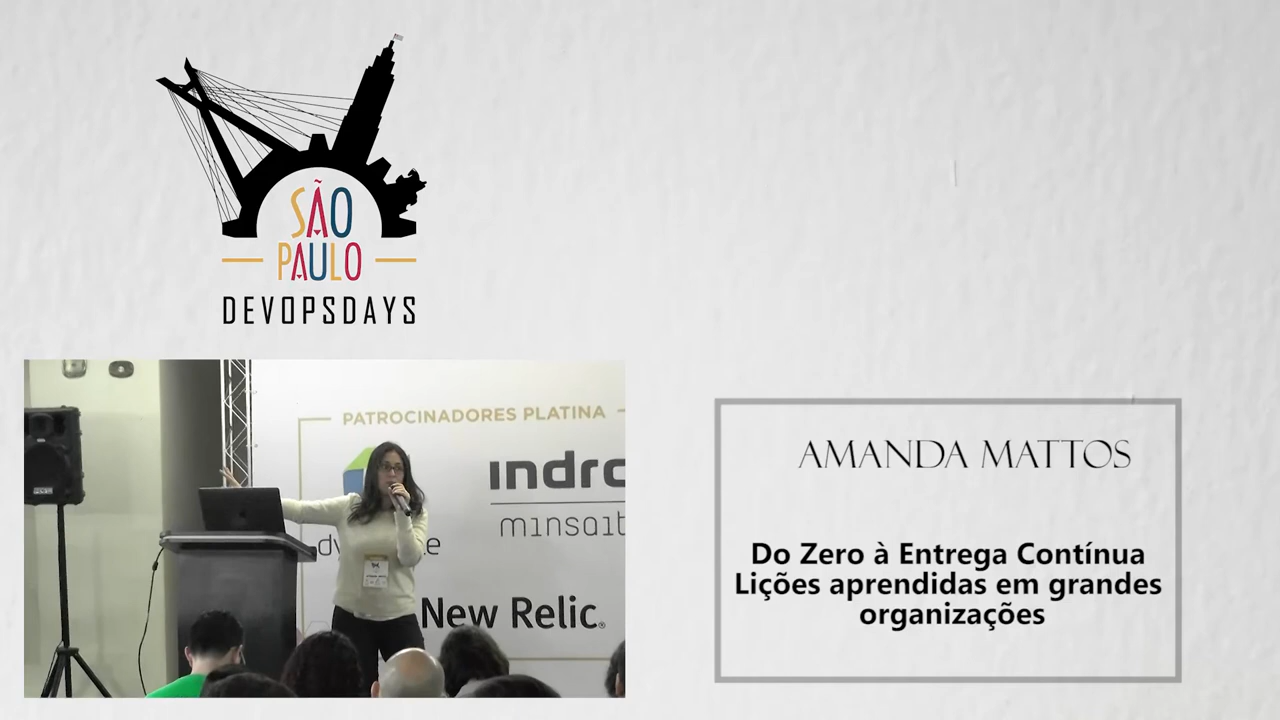 SÃO
PAULO
DEVOPSDAYS
PATROCINADORES PLATINA
indra
minsait
New Relic
AMANDA MATTOS
Do Zero à Entrega Contínua
Lições aprendidas em grandes
organizações